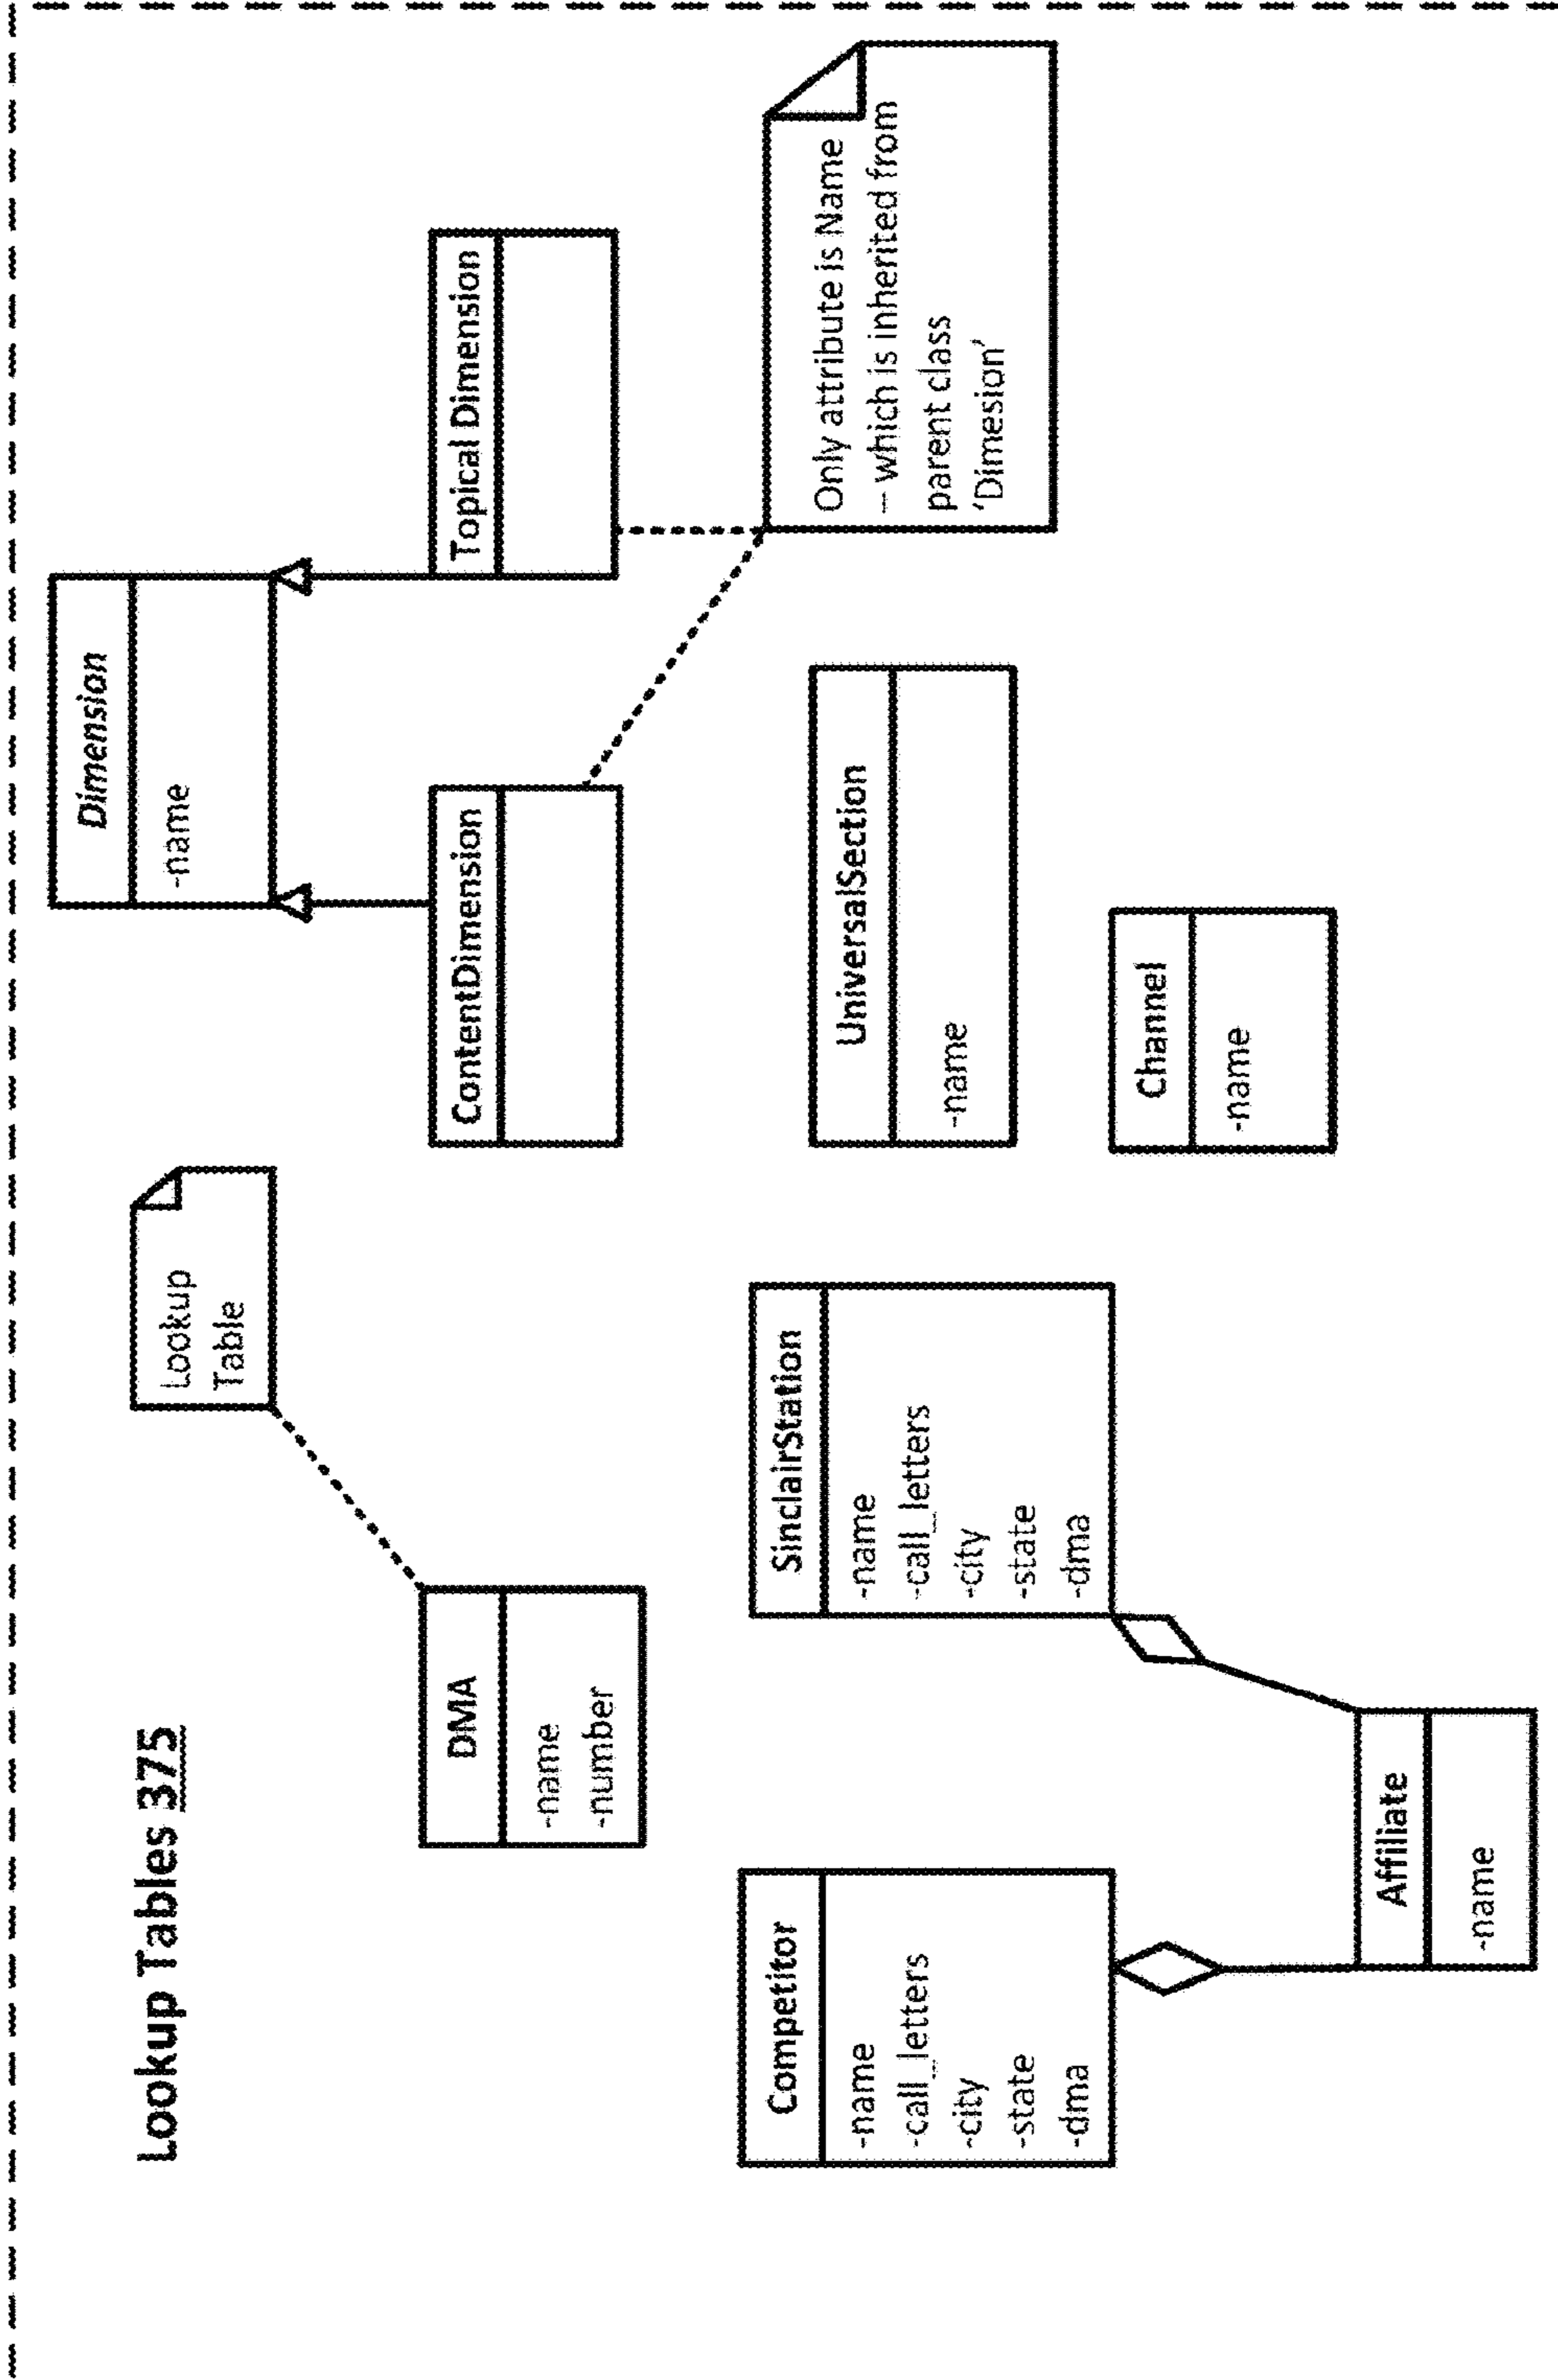 Lookup Tables 375
Lookup
Table
Dimension
-name
DMA
-name
-number
ContentDimension
Topical Dimension
Only attribute is Name
– which is inherited from
parent class
‘Dimesion’
Competitor
-name
-call_letters
-city
-state
-dma
SinclairStation
-name
-call_letters
-city
-state
-dma
UniversalSection
-name
Channel
-name
Affiliate
-name